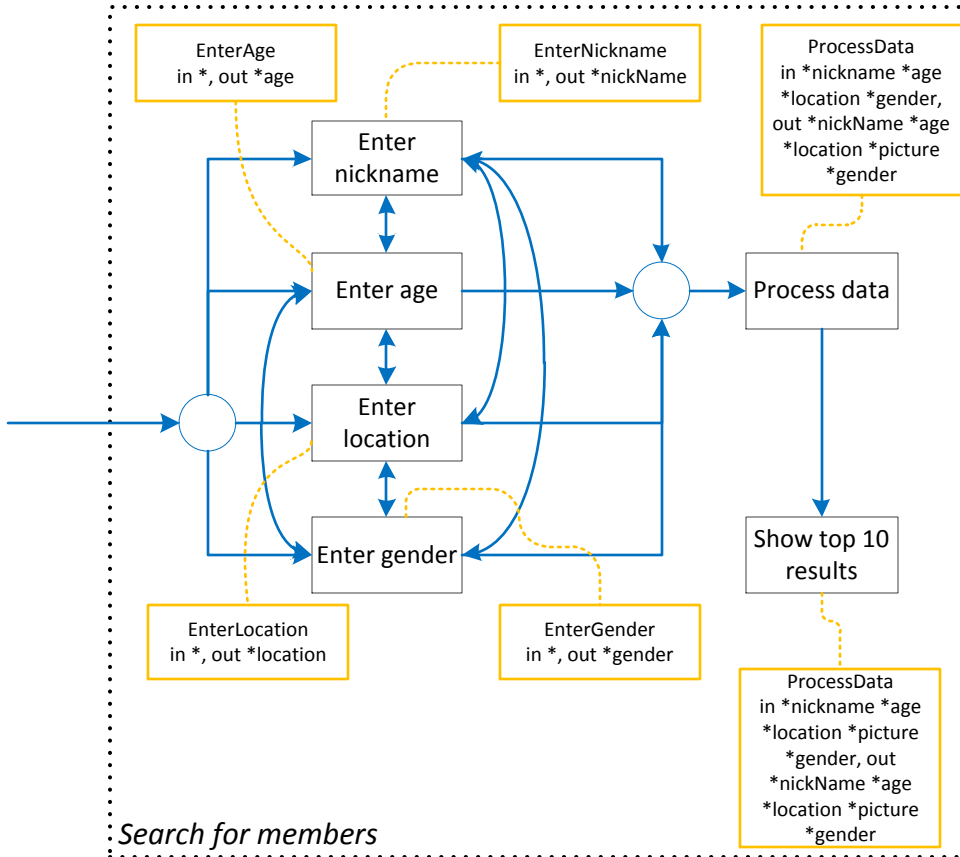 EnterAge
in *, out *age
EnterNickname
in *, out *nickName
ProcessData
in *nickname *age
*location *gender,
out *nickName *age
*location *picture
*gender
Enter
nickname
Enter age
Process data
Enter
location
Enter gender
Show top 10
results
EnterLocation
in *, out *location
EnterGender
in *, out *gender
ProcessData
in *nickname *age
*location *picture
*gender, out
*nickName *age
*location *picture
*gender
Search for members